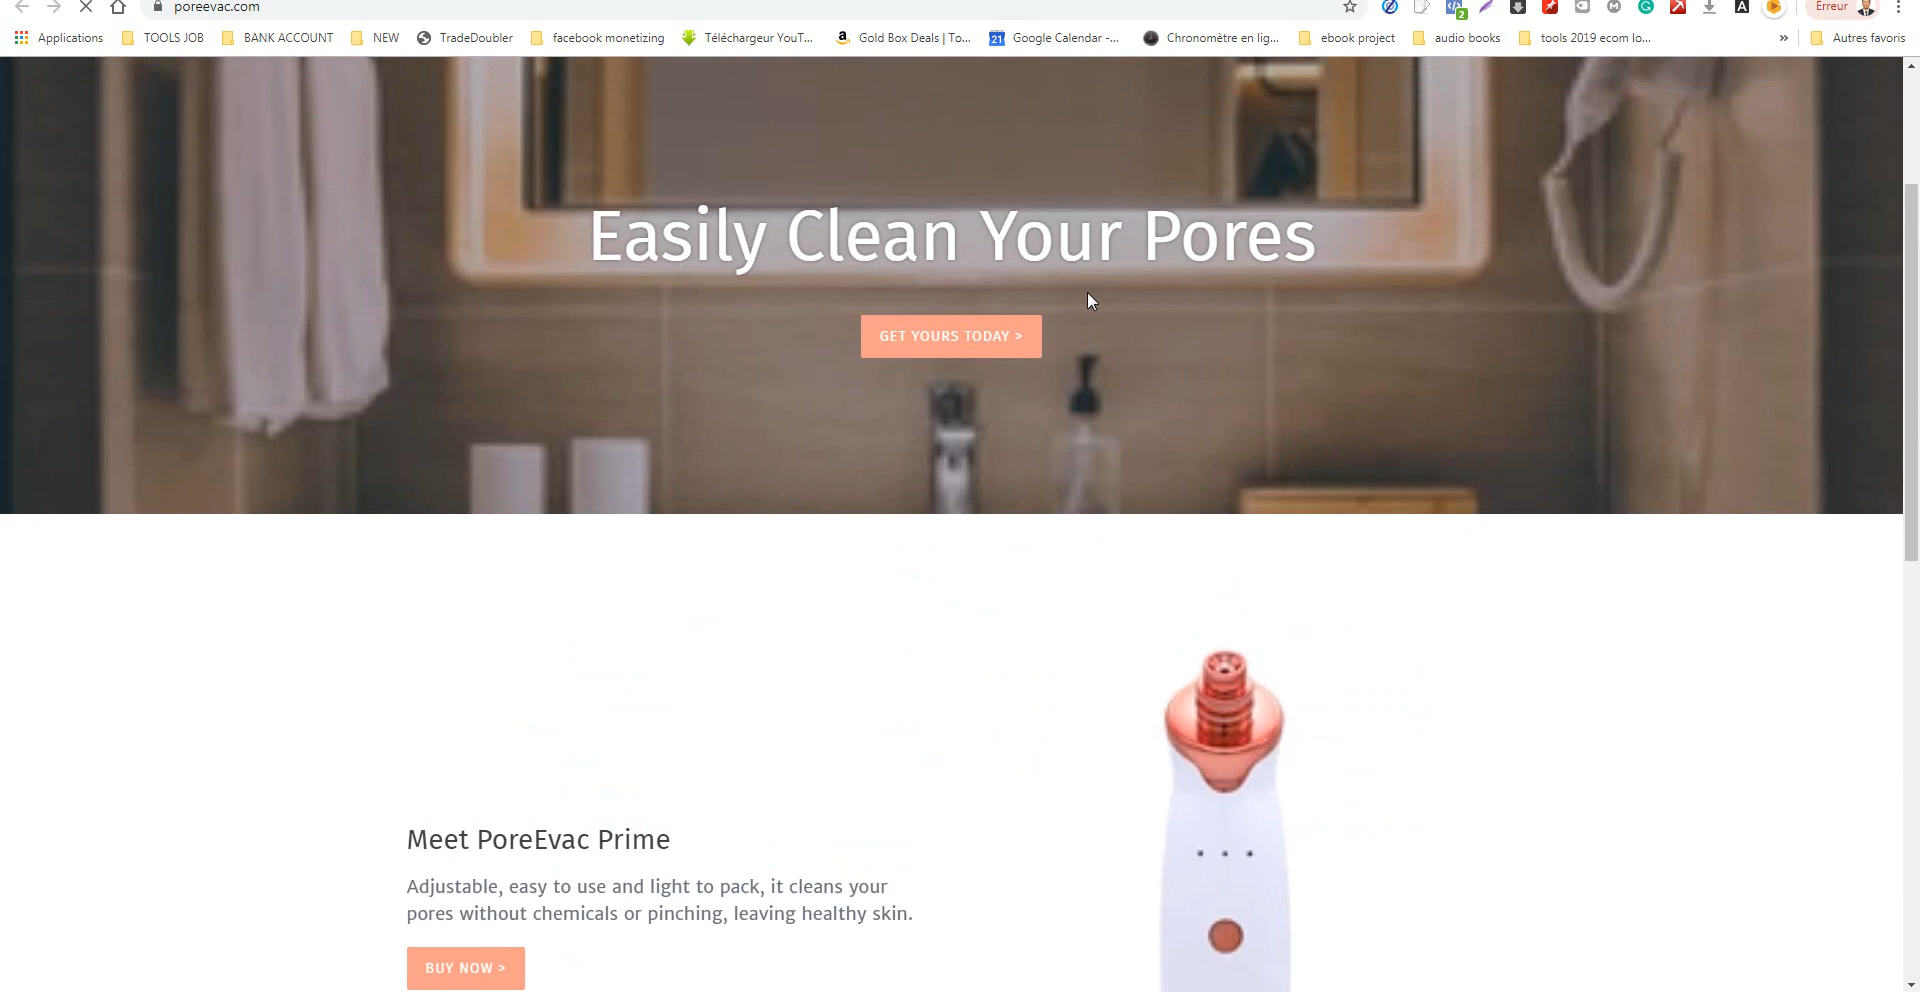 poreevac.com
2
Erreur
Applications TOOLS JOB BANK ACCOUNT NEW TradeDoubler facebook monetizing Téléchargeur YouT... Gold Box Deals | To... Google Calendar -... Chronomètre en lig... ebook project audio books tools 2019 ecom lo... » Autres favoris
Easily Clean Your Pores
GET YOURS TODAY >
Meet PoreEvac Prime
Adjustable, easy to use and light to pack, it cleans your
pores without chemicals or pinching, leaving healthy skin.
BUY NOW >